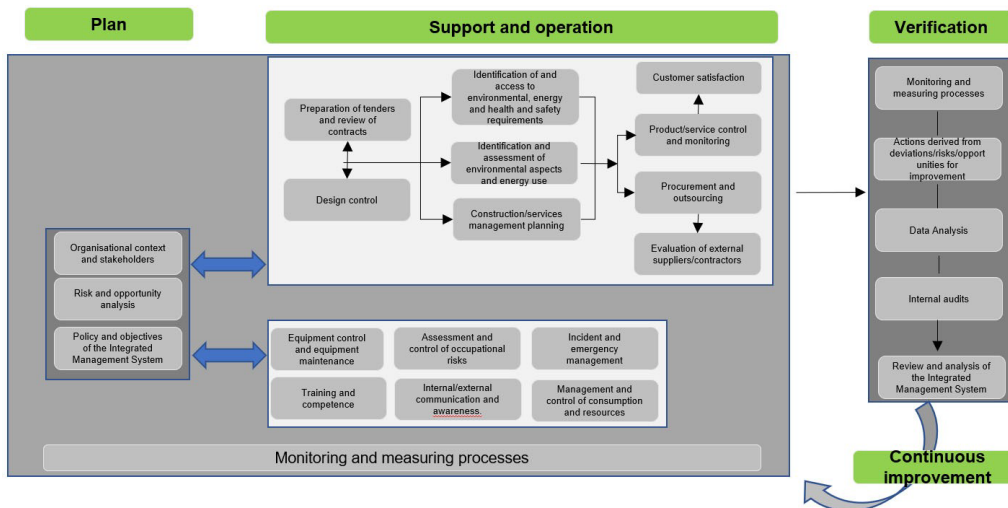 Plan
Support and operation
Verification
Preparation of tenders
and review of
contracts
Design control
Identification of and
access to
environmental, energy
and health and safety
requirements
Identification and
assessment of
environmental aspects
and energy use
Construction/services
management planning
Customer satisfaction
Product/service control
and monitoring
Procurement and
outsourcing
Evaluation of external
suppliers/contractors
Organisational context
and stakeholders
Risk and opportunity
analysis
Policy and objectives
of the Integrated
Management System
Equipment control
and equipment
maintenance
Assessment and
control of occupational
risks
Incident and
emergency
management
Training and
competence
Internal/external
communication and
awareness.
Management and
control of consumption
and resources
Monitoring and measuring processes
Monitoring and
measuring processes
Actions derived from
deviations/risks/opport
unities for
improvement
Data Analysis
Internal audits
Review and analysis of
the Integrated
Management System
Continuous
improvement